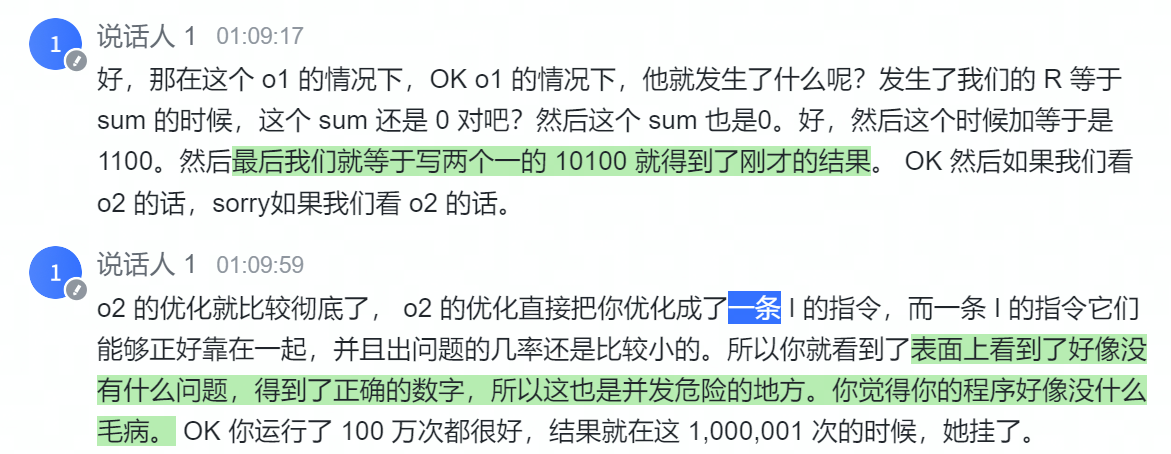 1 说话人 1 01:09:17
好，那在这个 o1 的情况下，OK o1 的情况下，他就发生了什么呢？发生了我们的 R 等于
sum 的时候，这个 sum 还是 0 对吧？然后这个 sum 也是0。好，然后这个时候加等于是
1100。然后最后我们就等于写两个一的 10100 就得到了刚才的结果。 OK 然后如果我们看
o2 的话，sorry如果我们看 o2 的话。
1 说话人 1 01:09:59
o2 的优化就比较彻底了， o2 的优化直接把你优化成了一条 I 的指令，而一条 I 的指令它们
能够正好靠在一起，并且出问题的几率还是比较小的。所以你就看到了表面上看到了好像没
有什么问题，得到了正确的数字，所以这也是并发危险的地方。你觉得你的程序好像没什么
毛病。 OK 你运行了 100 万次都很好，结果就在这 1,000,001 次的时候，她挂了。